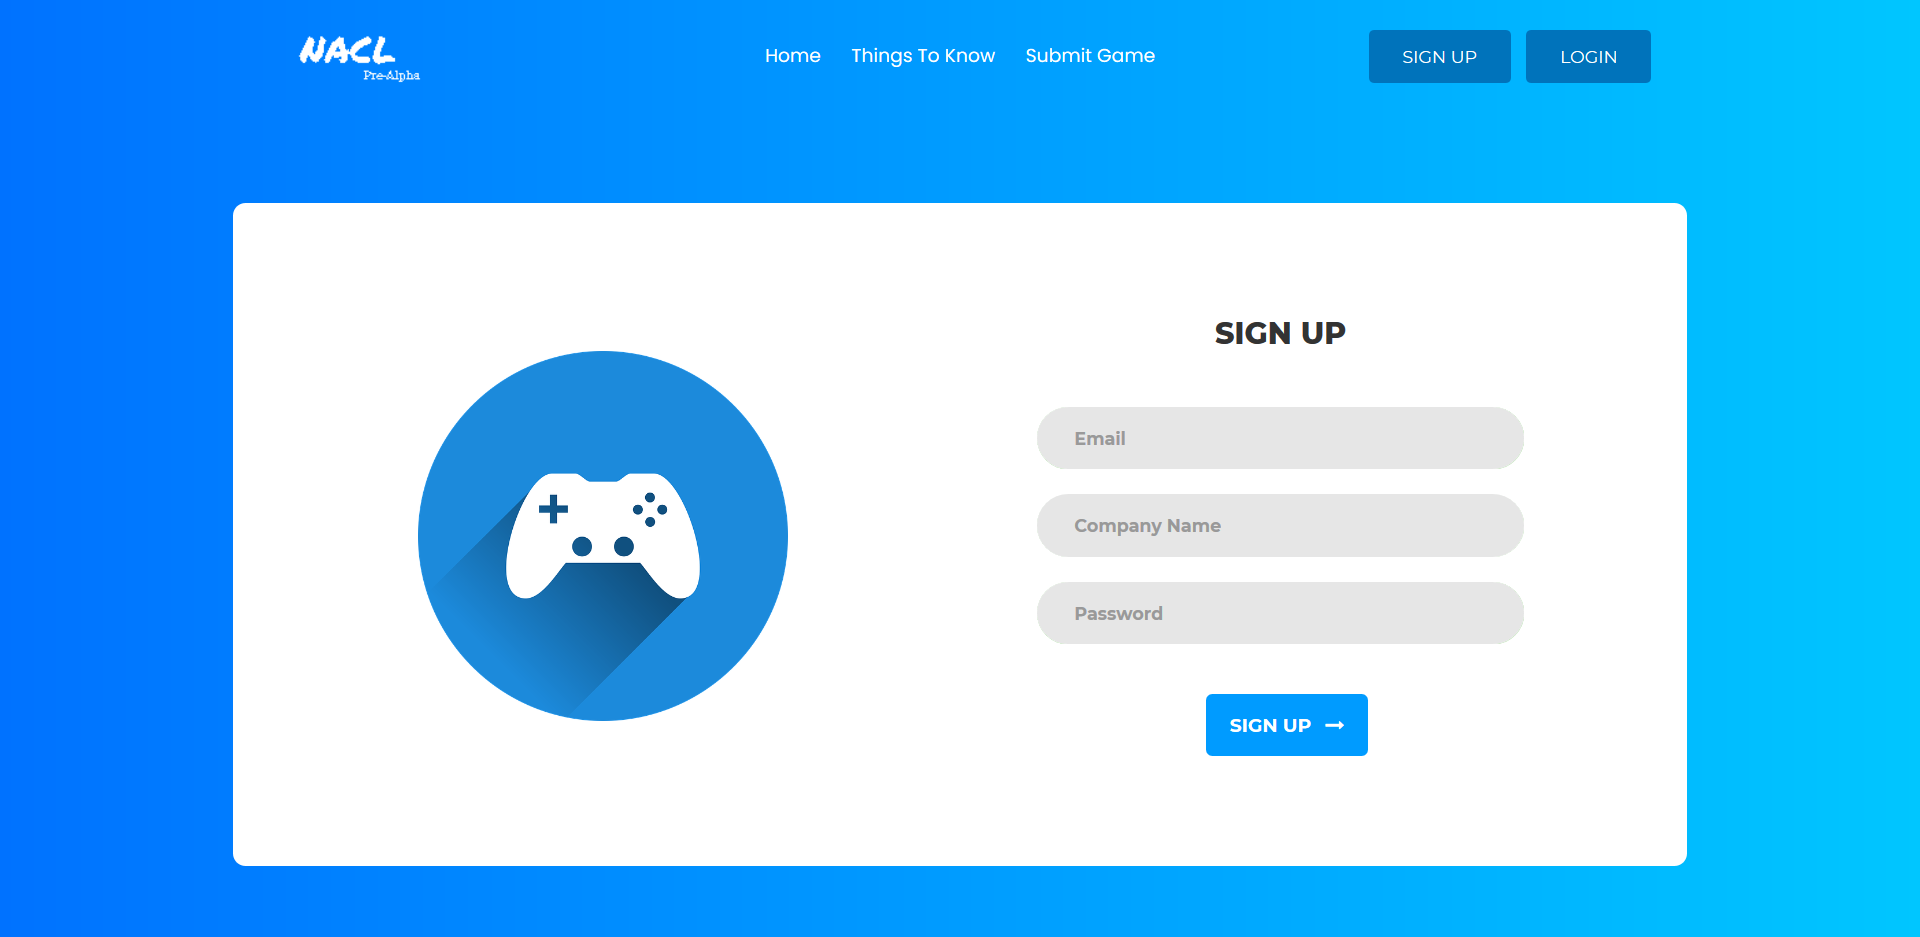 NACL
Pre-Alpha
Home
Things To Know
Submit Game
SIGN UP
LOGIN
SIGN UP
Email
Company Name
Password
SIGN UP